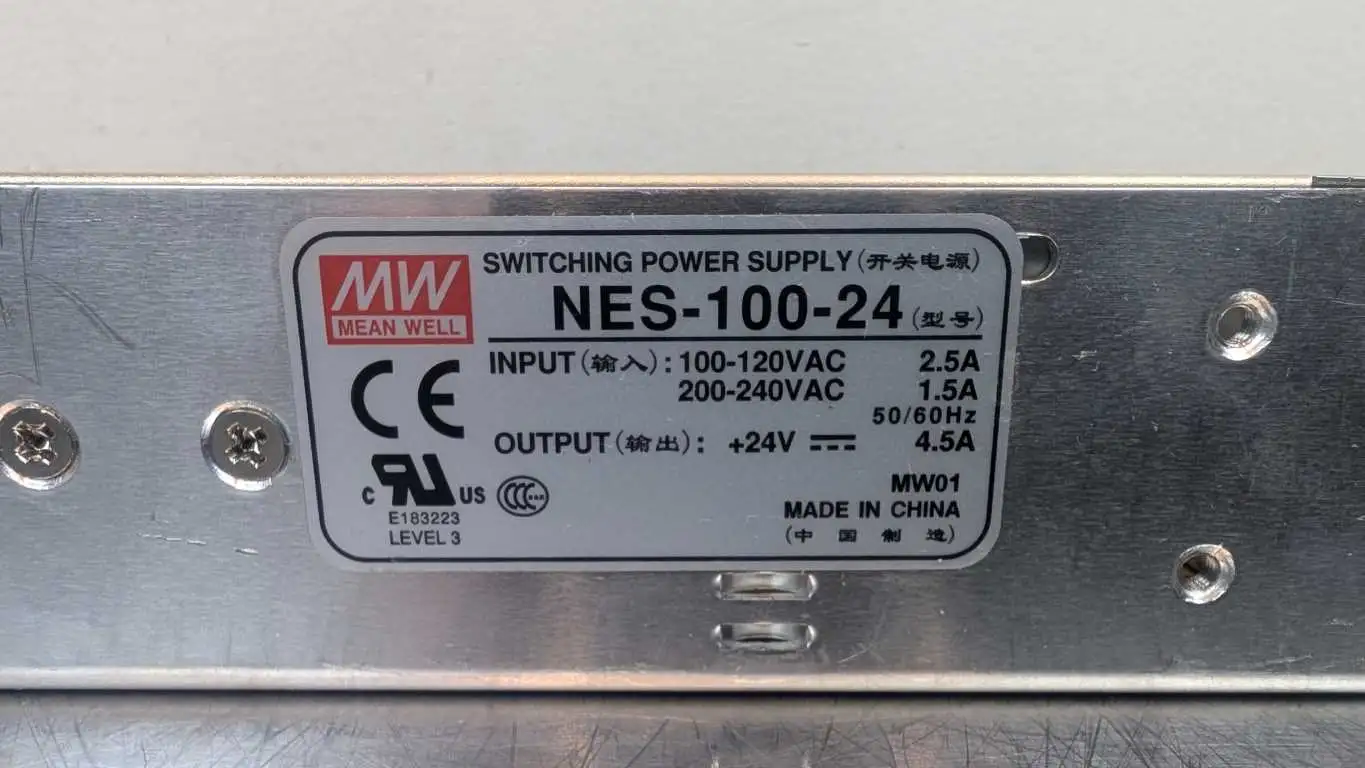 MW
MEAN WELL
SWITCHING POWER SUPPLY (开关电源)
NES-100-24 (型号)
INPUT (输入) : 100-120VAC 2.5A
200-240VAC 1.5A
50/60Hz
OUTPUT (输出) : +24V 4.5A
CE
C RU US
CCC
E183223
LEVEL 3
MW01
MADE IN CHINA
(中国制造)